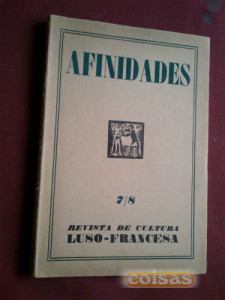 AFINIDADES
7/8
REVISTA DE CULTURA
LUSO-FRANCESA
coisas